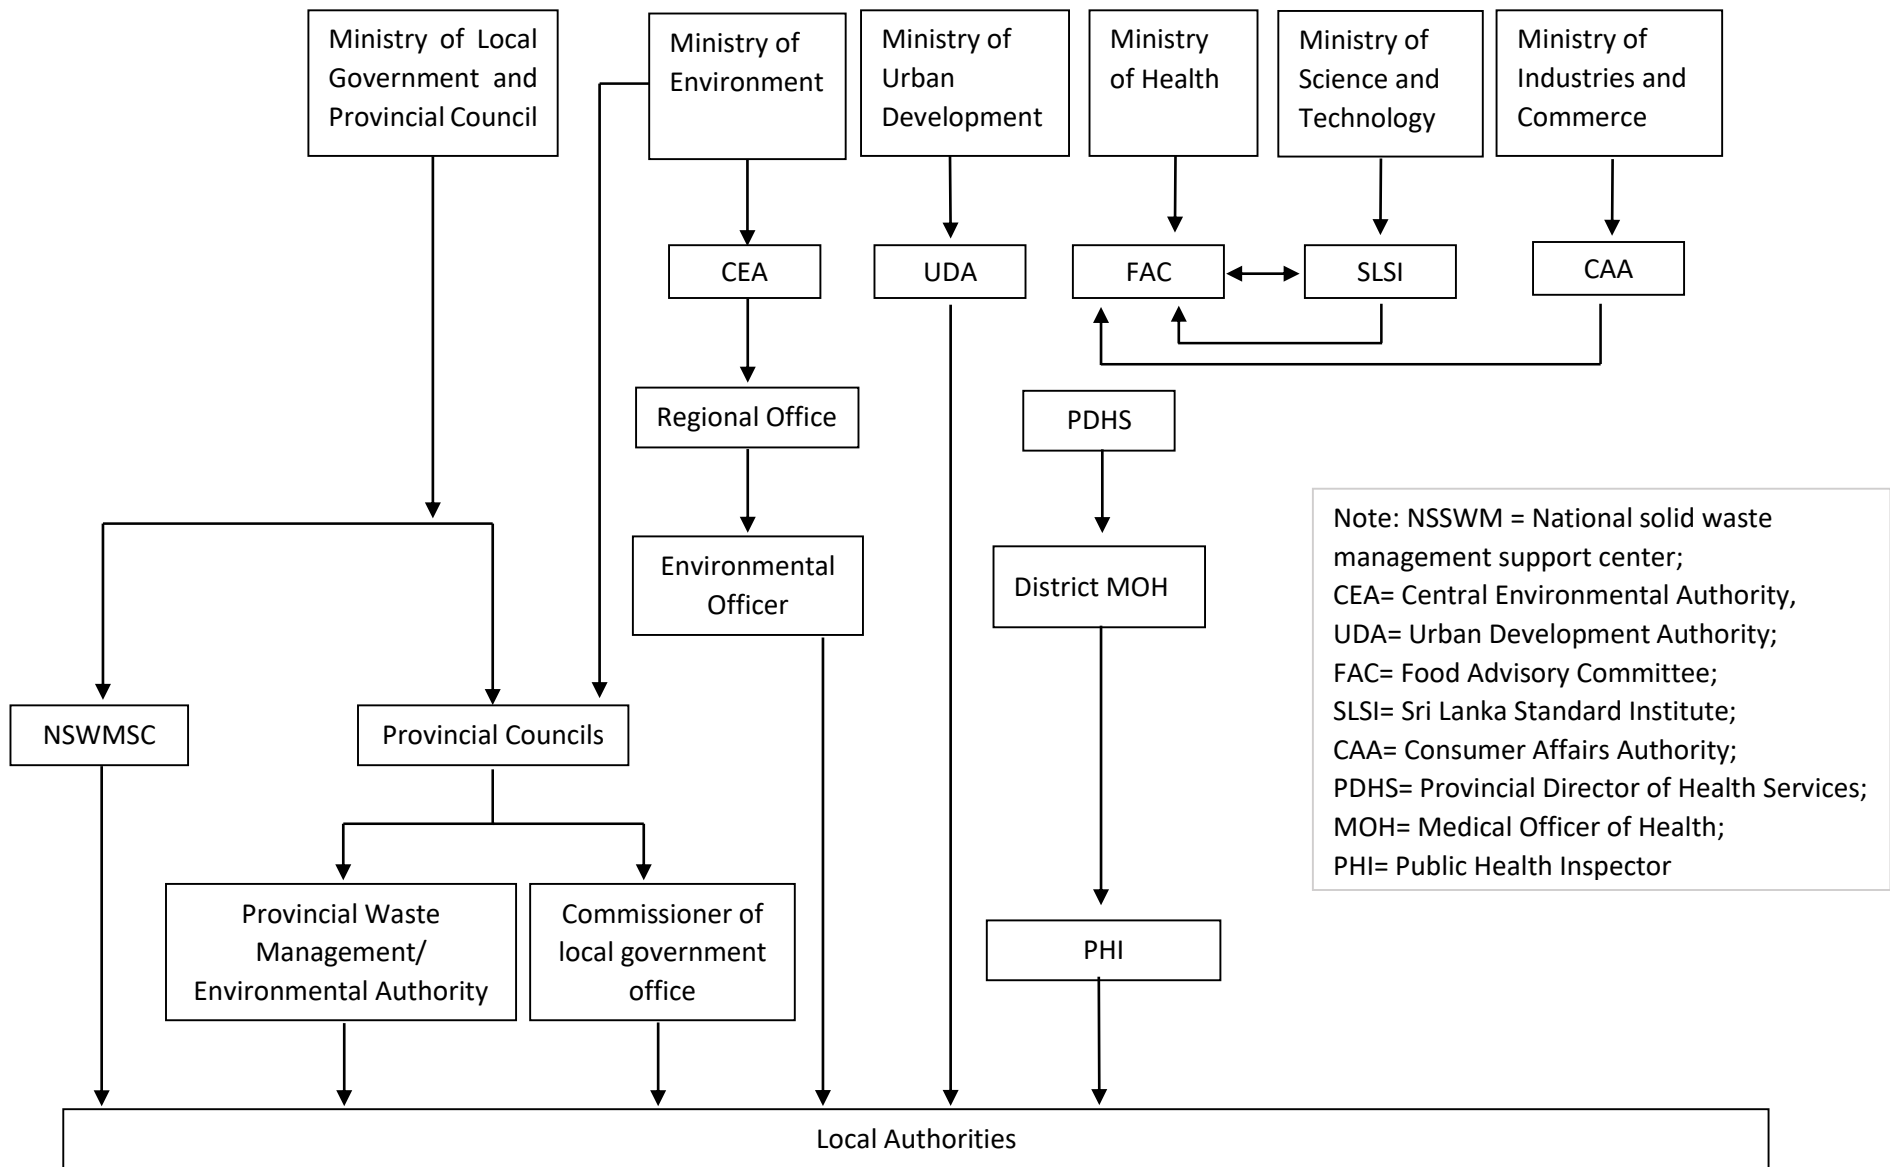 Ministry of Local
Government and
Provincial Council
Ministry of
Environment
Ministry of
Urban
Development
Ministry
of Health
Ministry of
Science and
Technology
Ministry of
Industries and
Commerce
CEA
UDA
FAC
SLSI
CAA
Regional Office
PDHS
Environmental
Officer
District MOH
Note: NSSWM = National solid waste
management support center;
CEA= Central Environmental Authority,
UDA= Urban Development Authority;
FAC= Food Advisory Committee;
SLSI= Sri Lanka Standard Institute;
CAA= Consumer Affairs Authority;
PDHS= Provincial Director of Health Services;
MOH= Medical Officer of Health;
PHI= Public Health Inspector
NSWMSC
Provincial Councils
Provincial Waste
Management/
Environmental Authority
Commissioner of
local government
office
PHI
Local Authorities